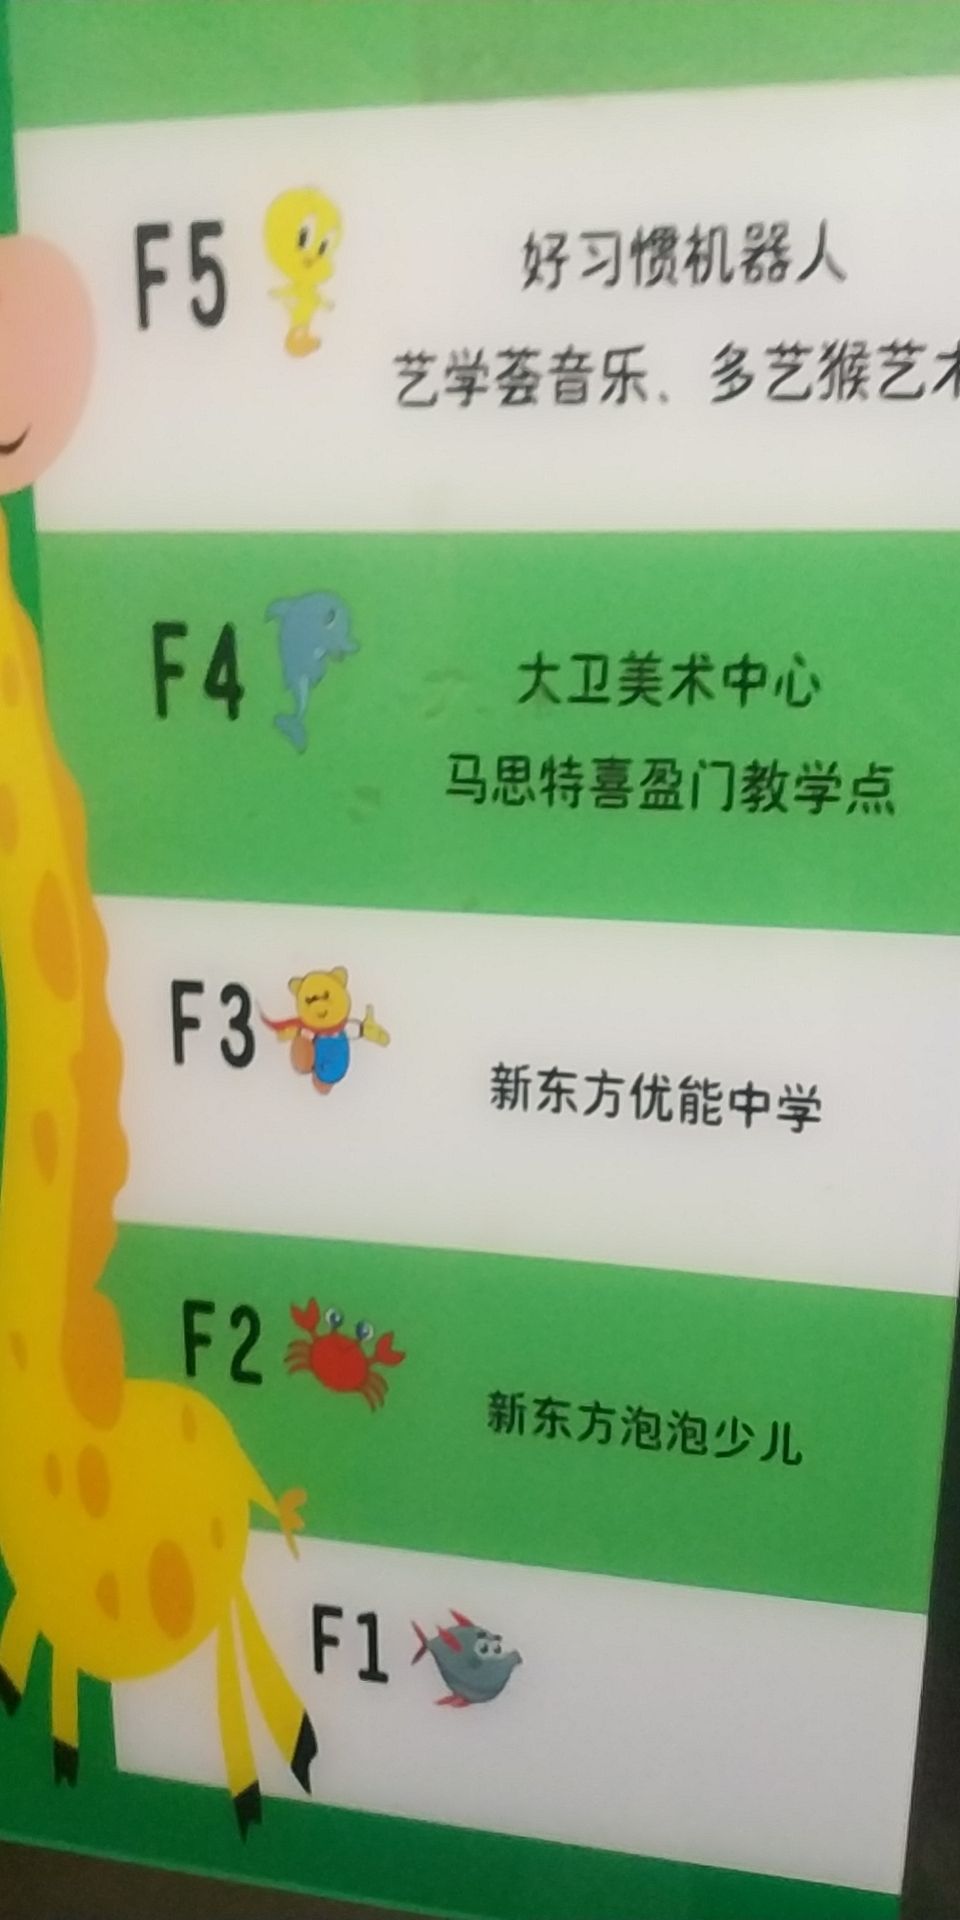 F5
好习惯机器人
艺学荟音乐、多艺猴艺术
F4
大卫美术中心
马思特喜盈门教学点
F3
新东方优能中学
F2
新东方泡泡少儿
F1